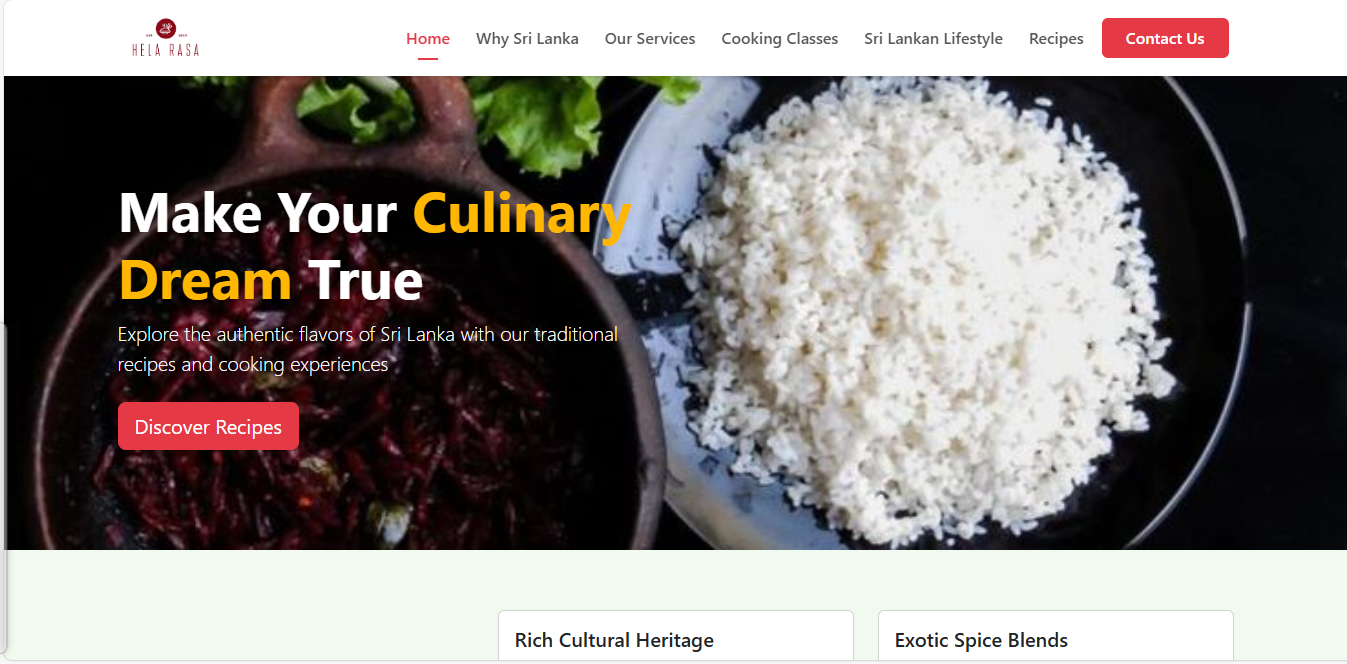 HELA RASA
Home Why Sri Lanka Our Services Cooking Classes Sri Lankan Lifestyle Recipes Contact Us
Make Your Culinary
Dream True
Explore the authentic flavors of Sri Lanka with our traditional
recipes and cooking experiences
Discover Recipes
Rich Cultural Heritage Exotic Spice Blends